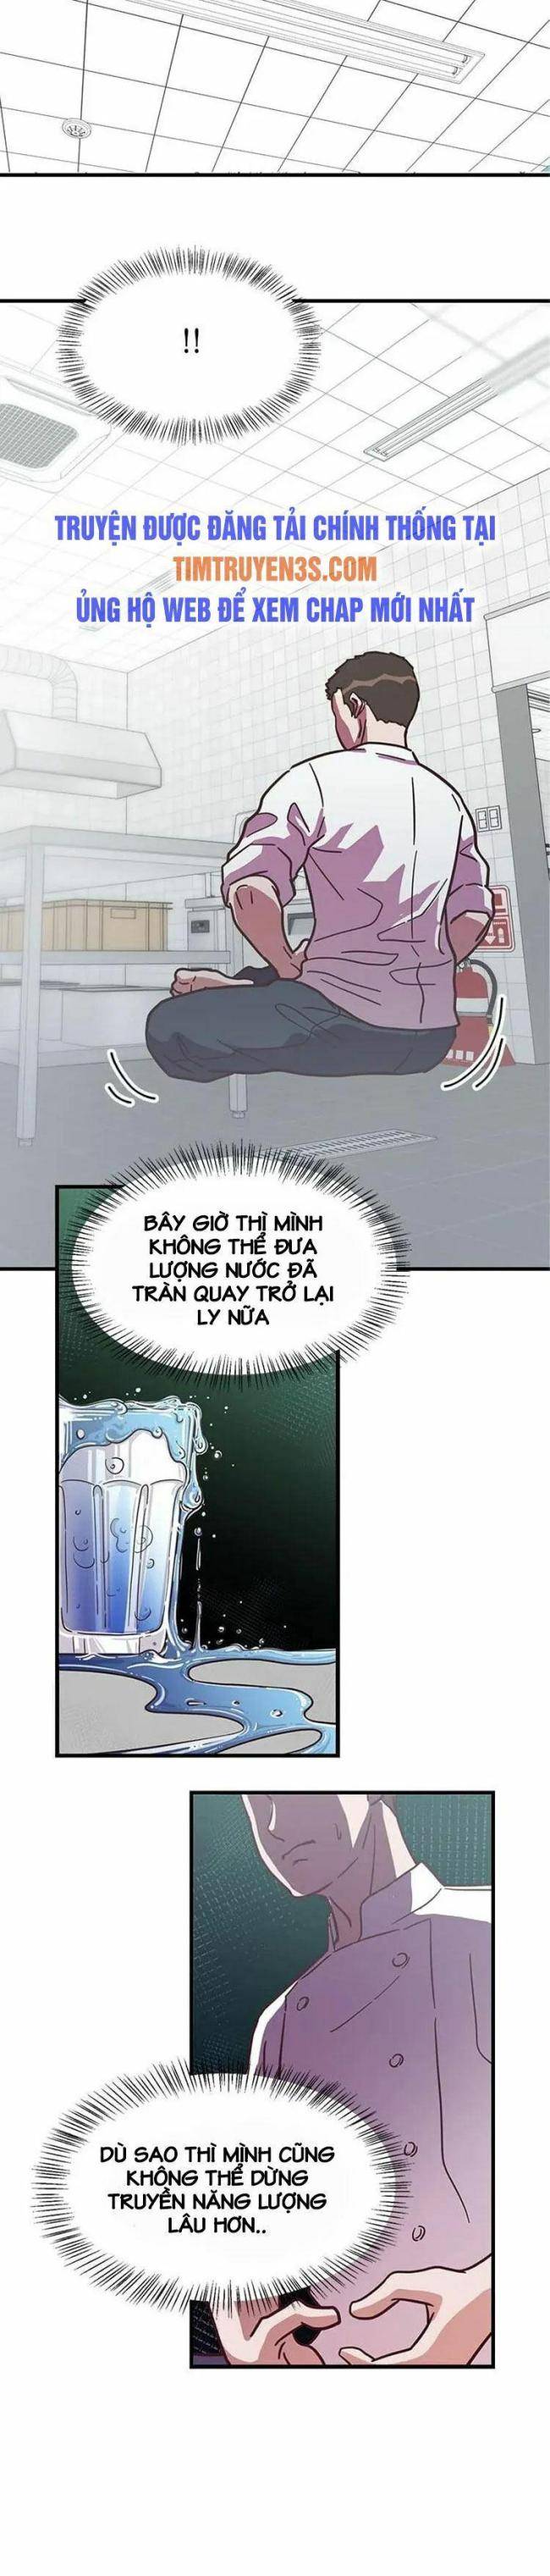 !!
TRUYỆN ĐƯỢC ĐĂNG TẢI CHÍNH THỐNG TẠI
TIMTRUYEN3S.COM
ỦNG HỘ WEB ĐỂ XEM CHAP MỚI NHẤT
BÂY GIỜ THÌ MÌNH
KHÔNG THỂ ĐƯA
LƯỢNG NƯỚC ĐÃ
TRÀN QUAY TRỞ LẠI
LY NỮA
DÙ SAO THÌ MÌNH CŨNG
KHÔNG THỂ DỪNG
TRUYỀN NĂNG LƯỢNG
LÂU HƠN..